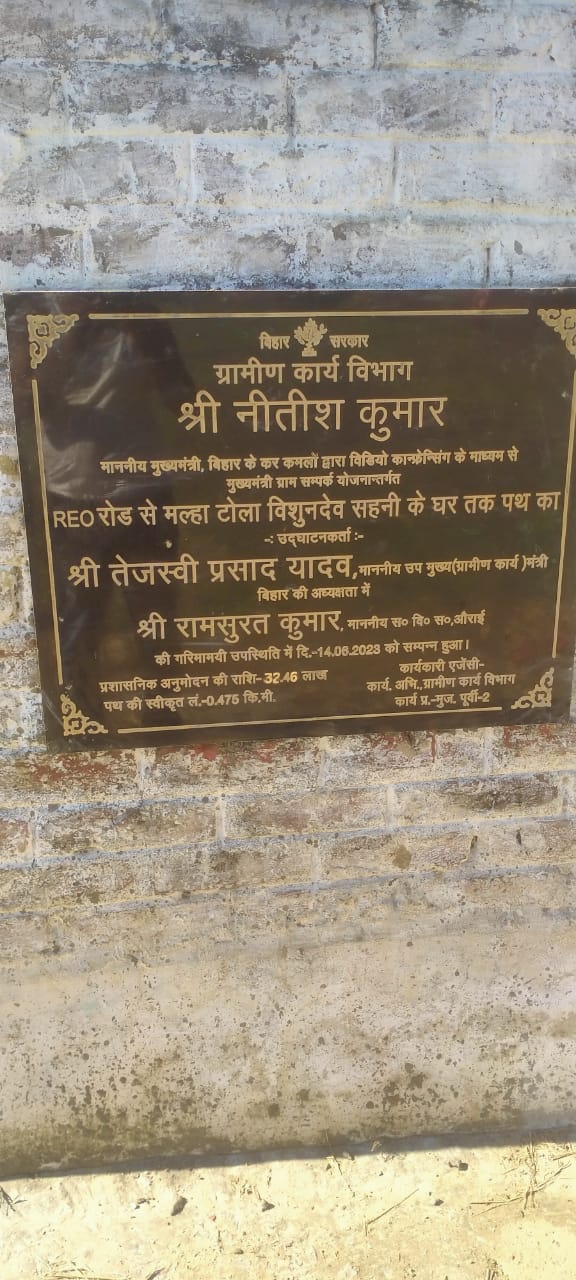 बिहार सरकार
ग्रामीण कार्य विभाग
श्री नीतीश कुमार
माननीय मुख्यमंत्री, बिहार के कर कमलों द्वारा विडियो कान्फ्रेन्सिंग के माध्यम से
मुख्यमंत्री ग्राम सम्पर्क योजनान्तर्गत
REO रोड से मल्हा टोला विशुनदेव सहनी के घर तक पथ का
-: उद्घाटनकर्ता :-
श्री तेजस्वी प्रसाद यादव, माननीय उप मुख्य(ग्रामीण कार्य )मंत्री
बिहार की अध्यक्षता में
श्री रामसुरत कुमार, माननीय स० वि० स०,औराई
की गरिमामयी उपस्थिति में दि.-14.06.2023 को सम्पन्न हुआ।
प्रशासनिक अनुमोदन की राशि-32.46 लाख
पथ की स्वीकृत लं.-0.475 कि.मी.
कार्यकारी एजेंसी-
कार्य. अभि.,ग्रामीण कार्य विभाग
कार्य प्र.-मुज. पूर्वी-2